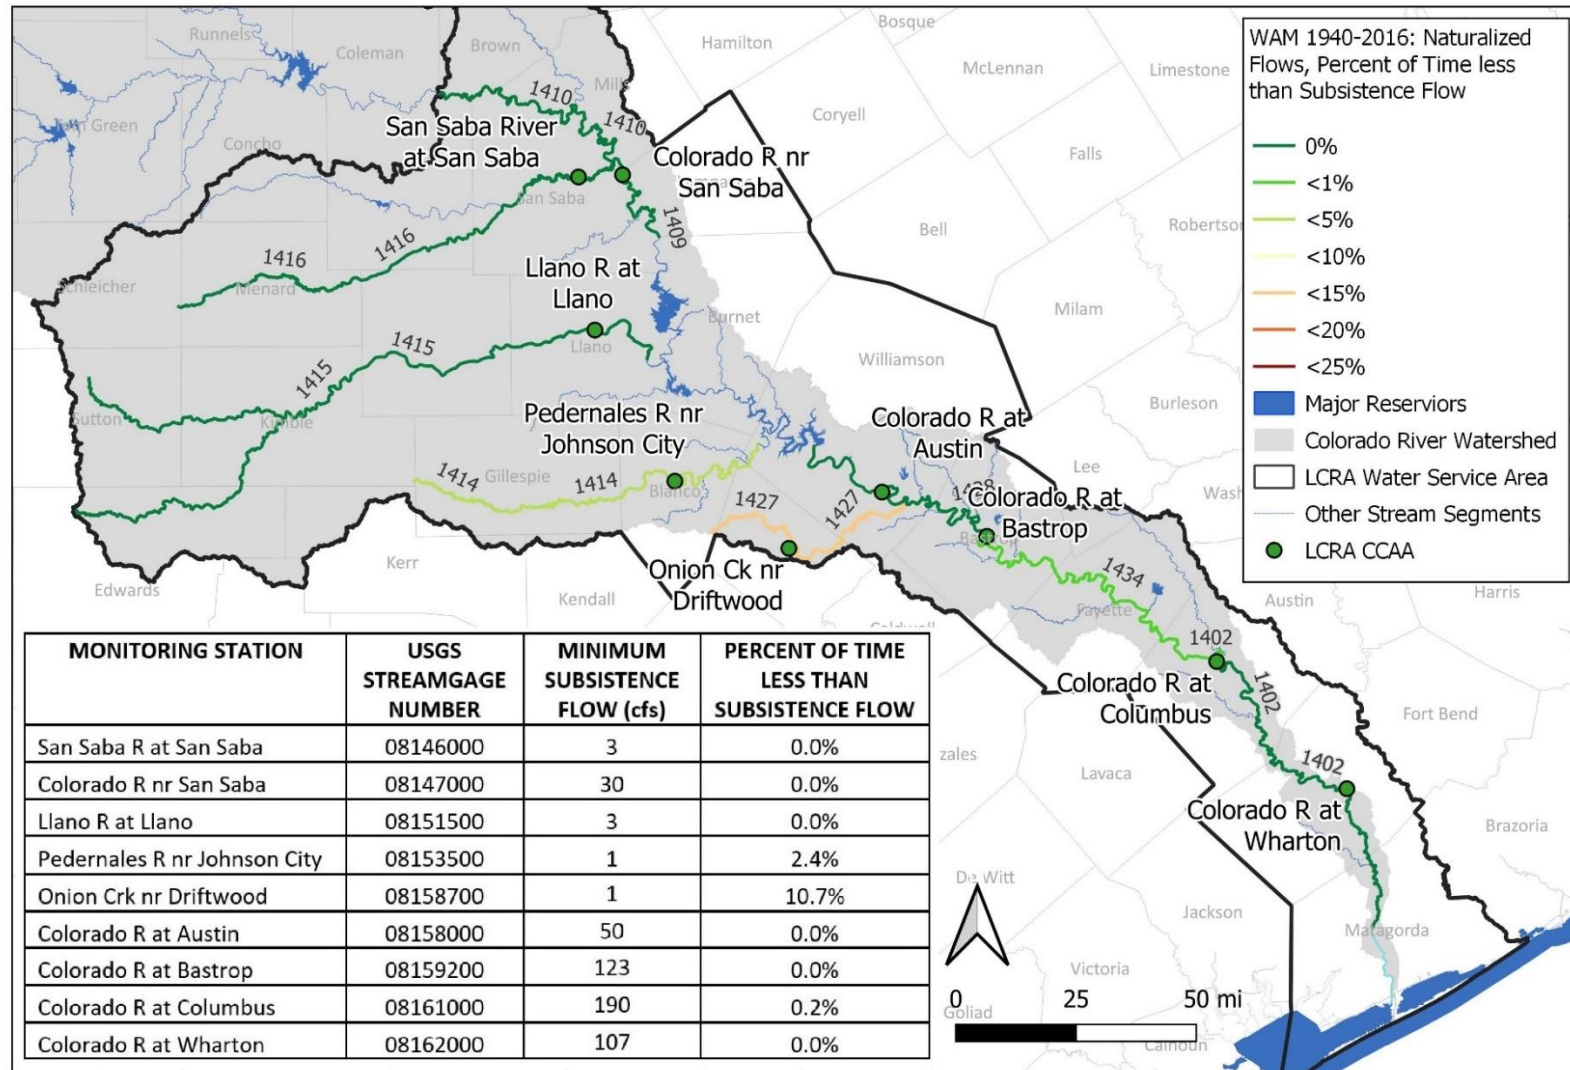 Runnels
Coleman
Brown
Hamilton
Bosque
McLennan
Limestone
Mills
Coryell
Falls
Concho
1410
1410
San Saba River
at San Saba
Colorado R nr
San Saba
San Saba
Bell
Robertson
1409
1416
1416
Schleicher
Menard
Llano R at
Llano
Llano
Burnet
Milam
Williamson
1415
1415
Sutton
Kimble
Burleson
Pedernales R nr
Johnson City
Colorado R at
Austin
Lee
Wash
Gillespie
1414
1414
Blanco
1427
1427
Colorado R at
Bastrop
Bastrop
Onion Ck nr
Driftwood
Edwards
Kerr
Kendall
1434
Fayette
Austin
Harris
1402
1402
Colorado R at
Columbus
Fort Bend
zales
Lavaca
1402
Colorado R at
Wharton
Brazoria
De Witt
Jackson
Matagorda
Victoria
Goliad
Calhoun
0 25 50 mi
WAM 1940-2016: Naturalized
Flows, Percent of Time less
than Subsistence Flow
0%
<1%
<5%
<10%
<15%
<20%
<25%
Major Reserviors
Colorado River Watershed
LCRA Water Service Area
Other Stream Segments
LCRA CCAA
MONITORING STATION USGS STREAMGAGE NUMBER MINIMUM SUBSISTENCE FLOW (cfs) PERCENT OF TIME LESS THAN SUBSISTENCE FLOW
San Saba R at San Saba 08146000 3 0.0%
Colorado R nr San Saba 08147000 30 0.0%
Llano R at Llano 08151500 3 0.0%
Pedernales R nr Johnson City 08153500 1 2.4%
Onion Crk nr Driftwood 08158700 1 10.7%
Colorado R at Austin 08158000 50 0.0%
Colorado R at Bastrop 08159200 123 0.0%
Colorado R at Columbus 08161000 190 0.2%
Colorado R at Wharton 08162000 107 0.0%